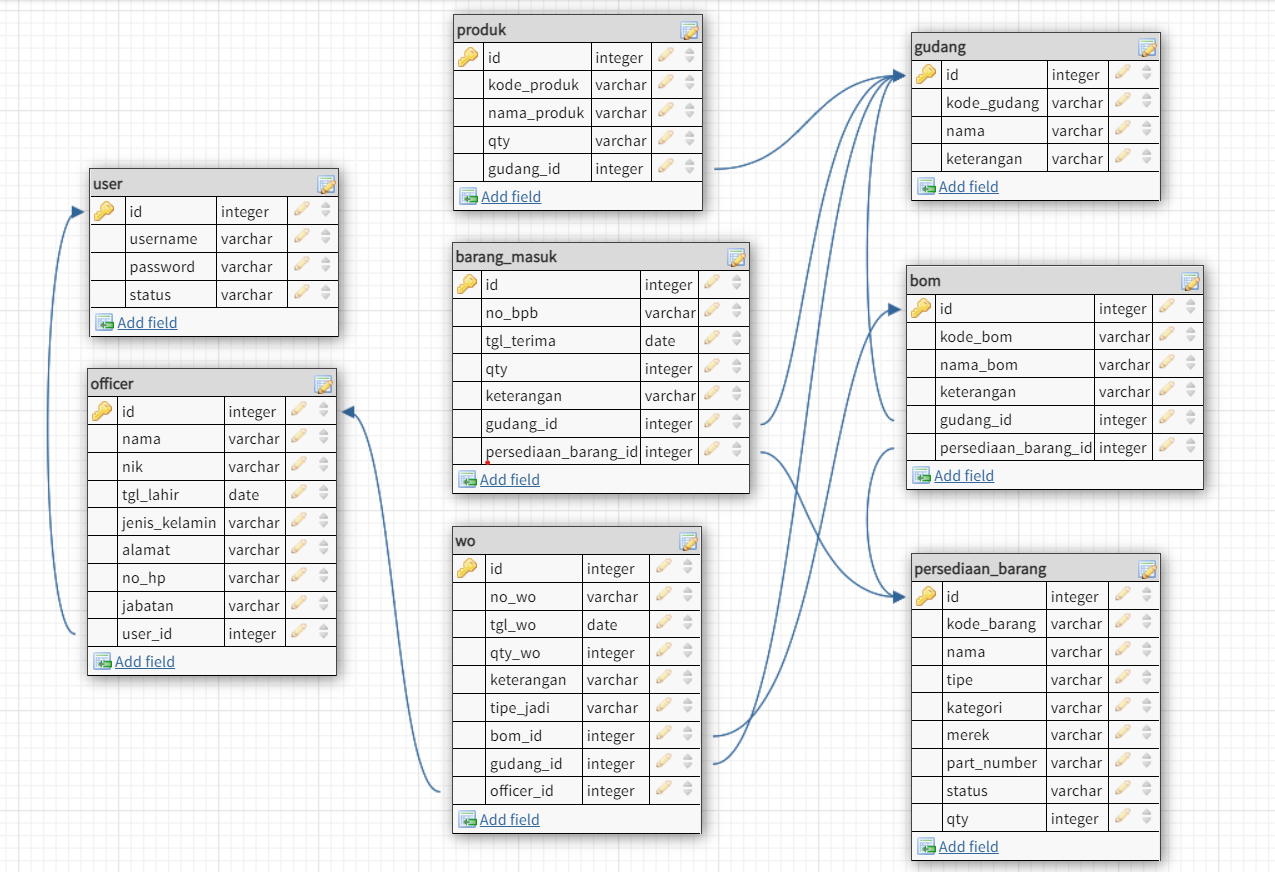 produk
id integer
kode_produk varchar
nama_produk varchar
qty varchar
gudang_id integer
Add field
gudang
id integer
kode_gudang varchar
nama varchar
keterangan varchar
Add field
user
id integer
username varchar
password varchar
status varchar
Add field
barang_masuk
id integer
no_bpb varchar
tgl_terima date
qty integer
keterangan varchar
gudang_id integer
persediaan_barang_id integer
Add field
bom
id integer
kode_bom varchar
nama_bom varchar
keterangan varchar
gudang_id integer
persediaan_barang_id integer
Add field
officer
id integer
nama varchar
nik varchar
tgl_lahir date
jenis_kelamin varchar
alamat varchar
no_hp varchar
jabatan varchar
user_id integer
Add field
wo
id integer
no_wo varchar
tgl_wo date
qty_wo integer
keterangan varchar
tipe_jadi varchar
bom_id integer
gudang_id integer
officer_id integer
Add field
persediaan_barang
id integer
kode_barang varchar
nama varchar
tipe varchar
kategori varchar
merek varchar
part_number varchar
status varchar
qty integer
Add field